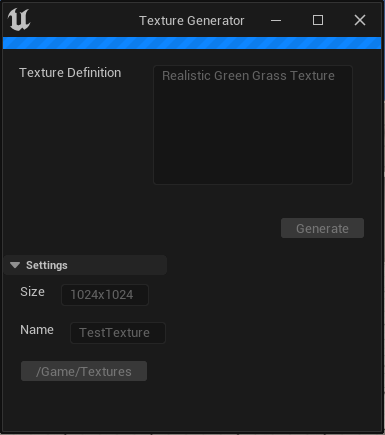 Texture Generator
Texture Definition
Realistic Green Grass Texture
Generate
Settings
Size 1024x1024
Name TestTexture
/Game/Textures